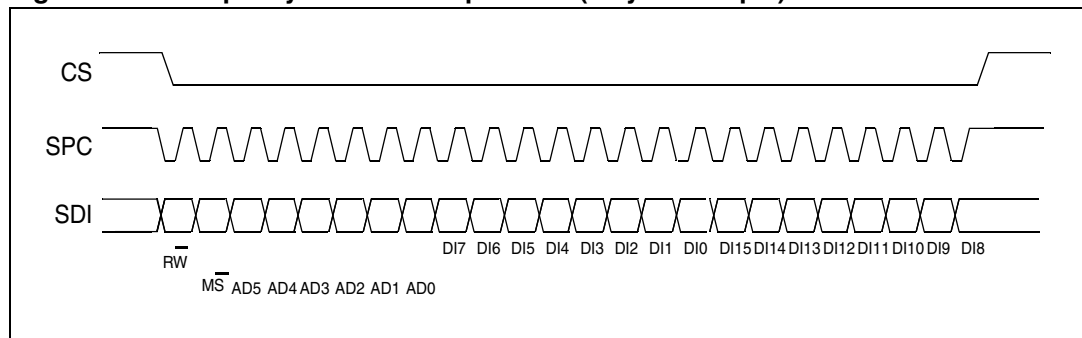 CS
SPC
SDI
DI7 DI6 DI5 DI4 DI3 DI2 DI1 DI0 DI15 DI14 DI13 DI12 DI11 DI10 DI9 DI8
RW̅
MS̅ AD5 AD4 AD3 AD2 AD1 AD0